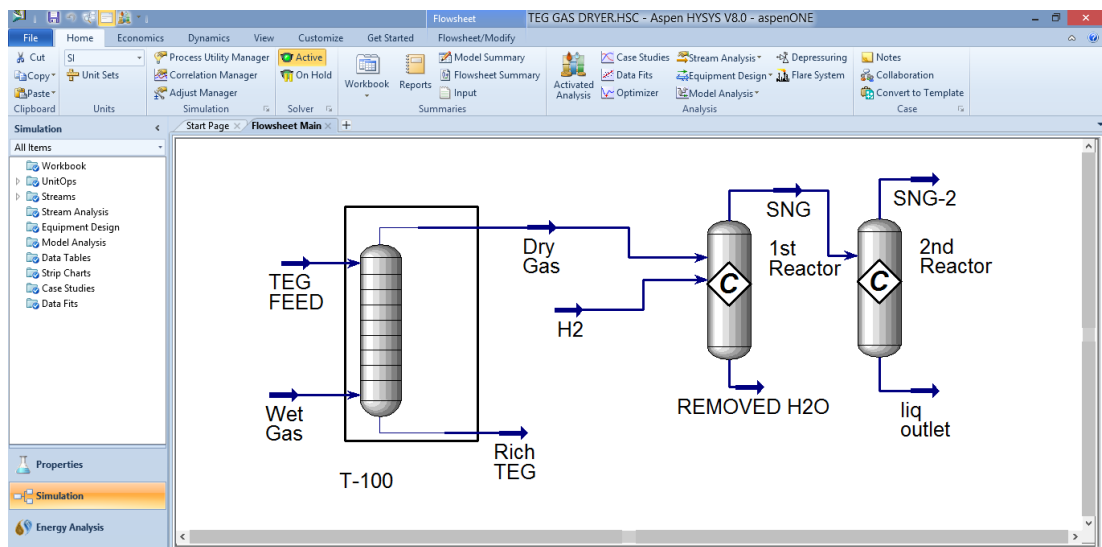 Flowsheet
TEG GAS DRYER.HSC - Aspen HYSYS V8.0 - aspenONE
File Home Economics Dynamics View Customize Get Started Flowsheet/Modify
Cut
Copy
Paste
Clipboard
SI
Unit Sets
Units
Process Utility Manager
Correlation Manager
Adjust Manager
Simulation
Active
On Hold
Solver
Workbook
Reports
Model Summary
Flowsheet Summary
Input
Summaries
Activated
Analysis
Case Studies
Data Fits
Optimizer
Stream Analysis
Equipment Design
Model Analysis
Depressuring
Flare System
Analysis
Notes
Collaboration
Convert to Template
Case
Simulation
All Items
Workbook
UnitOps
Streams
Stream Analysis
Equipment Design
Model Analysis
Data Tables
Strip Charts
Case Studies
Data Fits
Properties
Simulation
Energy Analysis
Start Page
Flowsheet Main
TEG
FEED
Wet
Gas
T-100
Dry
Gas
Rich
TEG
H2
SNG
1st
Reactor
C
REMOVED H2O
SNG-2
2nd
Reactor
C
liq
outlet